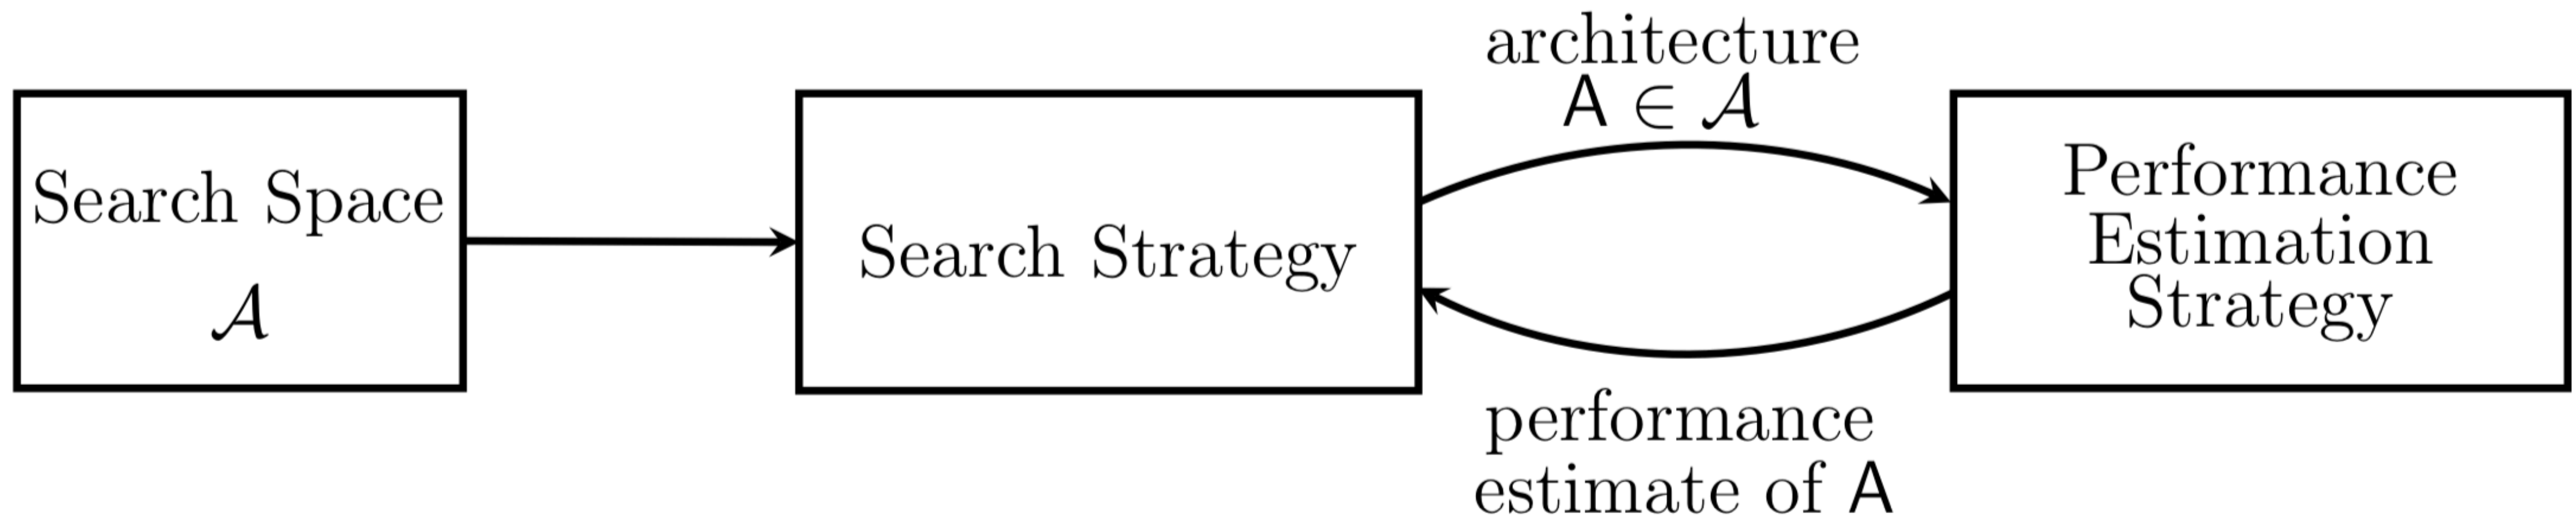 Search Space
𝒜
Search Strategy
architecture
A ∈ 𝒜
Performance
Estimation
Strategy
performance
estimate of A